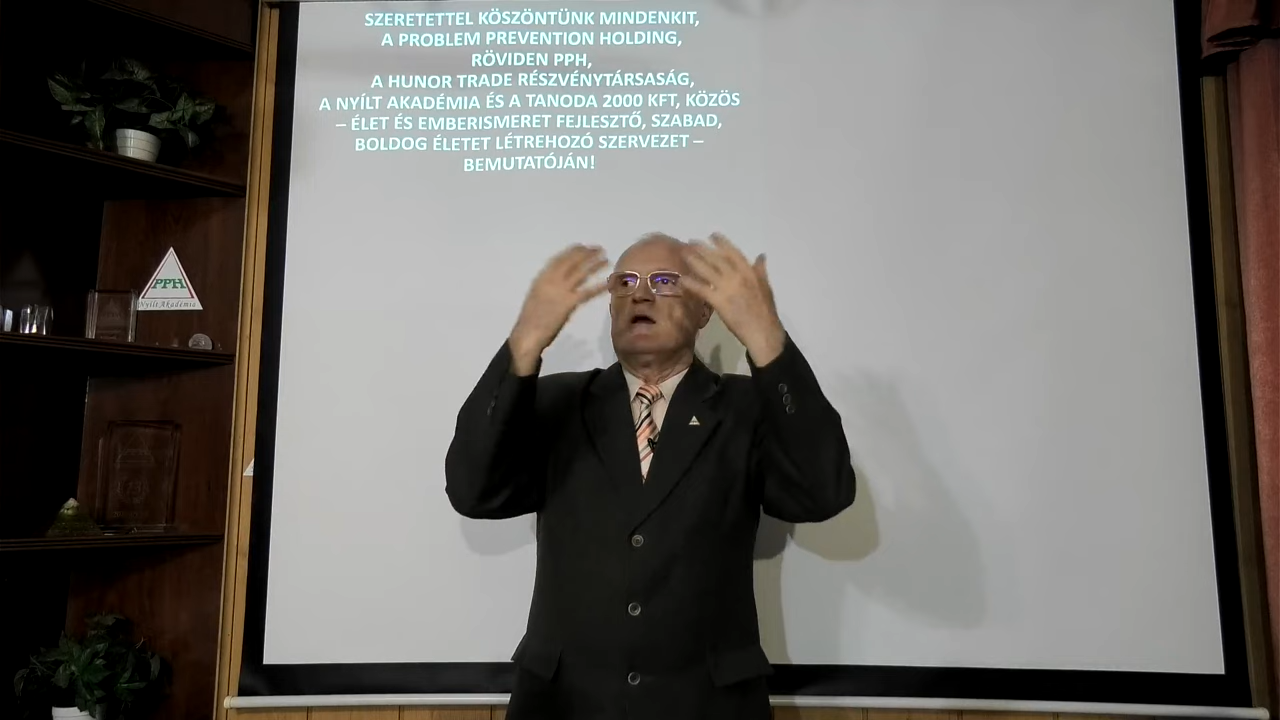 SZERETETTEL KÖSZÖNTÜNK MINDENKIT,
A PROBLEM PREVENTION HOLDING,
RÖVIDEN PPH,
A HUNOR TRADE RÉSZVÉNYTÁRSASÁG,
A NYÍLT AKADÉMIA ÉS A TANODA 2000 KFT, KÖZÖS
– ÉLET ÉS EMBERISMERET FEJLESZTŐ, SZABAD,
BOLDOG ÉLETET LÉTREHOZÓ SZERVEZET –
BEMUTATÓJÁN!
PPH
Nyílt Akadémia